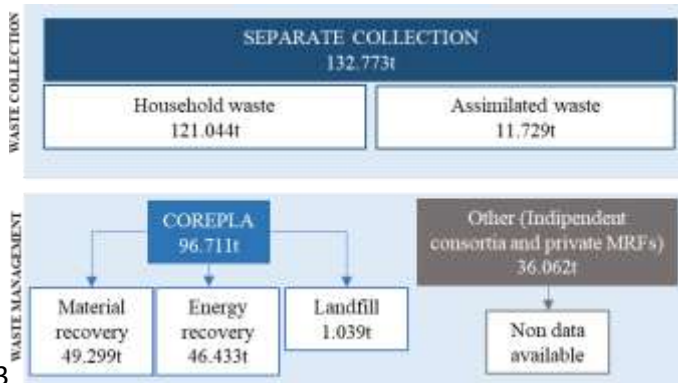 WASTE COLLECTION
SEPARATE COLLECTION
132.773t
Household waste
121.044t
Assimilated waste
11.729t
WASTE MANAGEMENT
COREPLA
96.711t
Other (Indipendent
consortia and private MRFs)
36.062t
Material
recovery
49.299t
Energy
recovery
46.433t
Landfill
1.039t
Non data
available
3